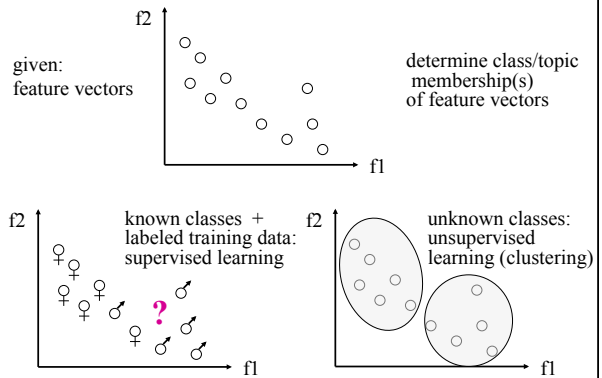 f2
given:
feature vectors
determine class/topic
membership(s)
of feature vectors
f1
f2
known classes +
labeled training data:
supervised learning
?
f1
f2
unknown classes:
unsupervised
learning (clustering)
f1